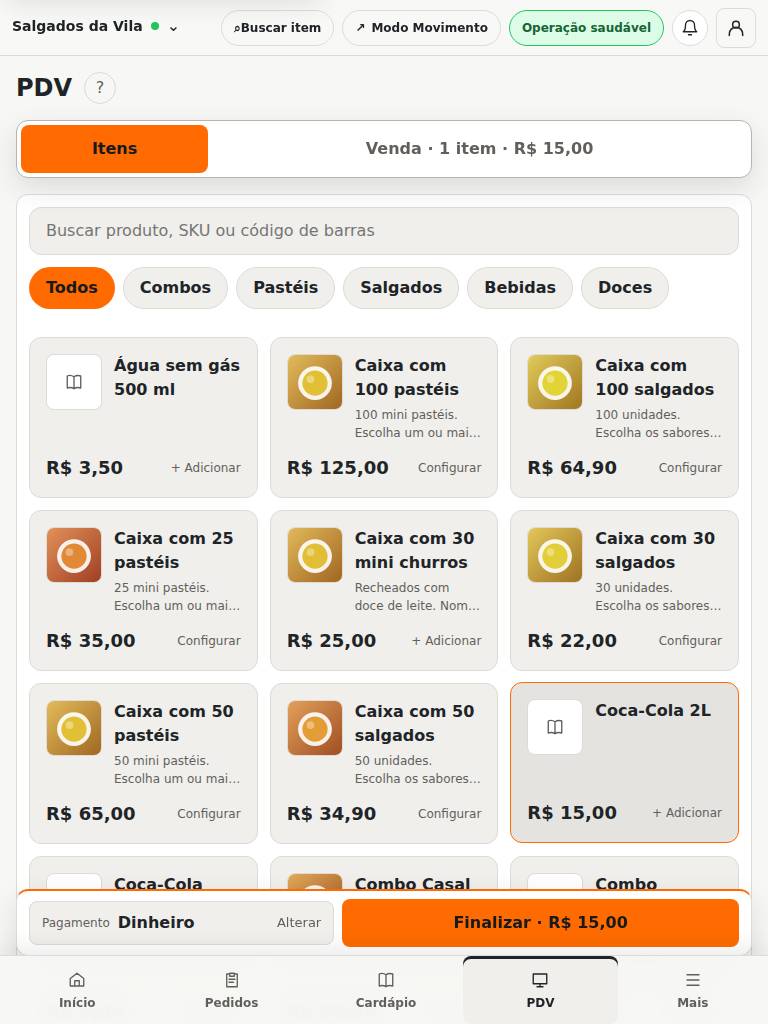 Salgados da Vila
Buscar item
↗ Modo Movimento
Operação saudável
PDV ?
Itens
Venda · 1 item · R$ 15,00
Buscar produto, SKU ou código de barras
Todos
Combos
Pastéis
Salgados
Bebidas
Doces
Água sem gás
500 ml
R$ 3,50
+ Adicionar
Caixa com
100 pastéis
100 mini pastéis.
Escolha um ou mai…
R$ 125,00
Configurar
Caixa com
100 salgados
100 unidades.
Escolha os sabores…
R$ 64,90
Configurar
Caixa com 25
pastéis
25 mini pastéis.
Escolha um ou mai…
R$ 35,00
Configurar
Caixa com 30
mini churros
Recheados com
doce de leite. Nom…
R$ 25,00
+ Adicionar
Caixa com 30
salgados
30 unidades.
Escolha os sabores…
R$ 22,00
Configurar
Caixa com 50
pastéis
50 mini pastéis.
Escolha um ou mai…
R$ 65,00
Configurar
Caixa com 50
salgados
50 unidades.
Escolha os sabores…
R$ 34,90
Configurar
Coca-Cola 2L
R$ 15,00
+ Adicionar
Coca-Cola
Combo Casal
Combo
Pagamento Dinheiro
Alterar
Finalizar · R$ 15,00
Início
Pedidos
Cardápio
PDV
Mais